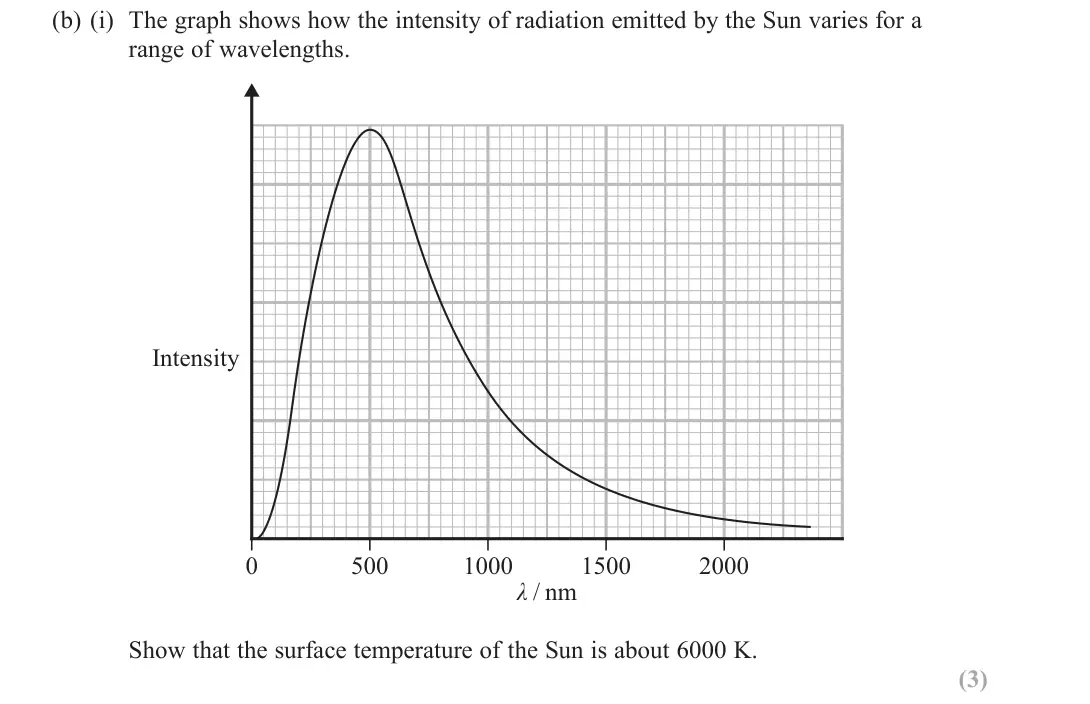 (b) (i) The graph shows how the intensity of radiation emitted by the Sun varies for a
range of wavelengths.
Intensity
0 500 1000 1500 2000
λ / nm
Show that the surface temperature of the Sun is about 6000 K.
(3)